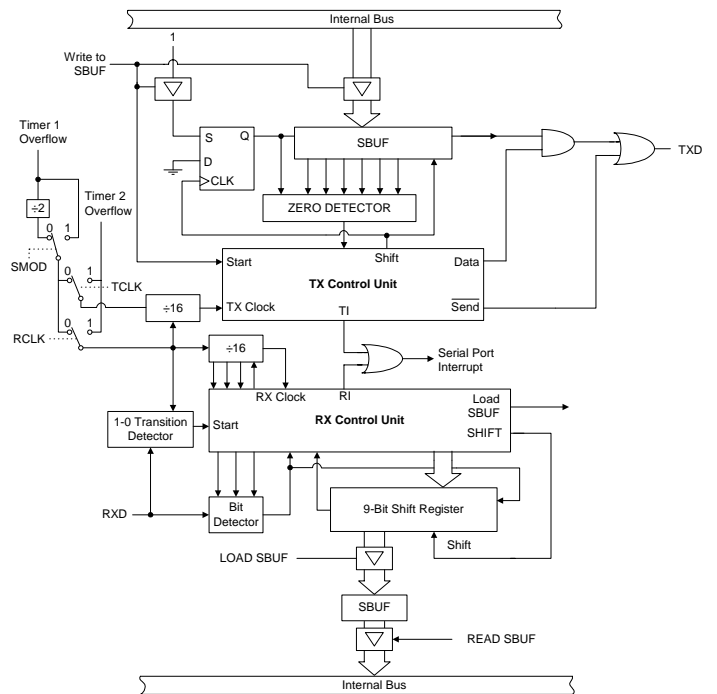 Internal Bus
1
Write to
SBUF
S
Q
D
CLK
SBUF
TXD
Timer 1
Overflow
Timer 2
Overflow
÷2
0 1
ZERO DETECTOR
SMOD
0 1
TCLK
Start
Shift
Data
TX Control Unit
÷16
TX Clock
TI
Send
RCLK
0 1
÷16
Serial Port
Interrupt
RX Clock
RI
Load
SBUF
1-0 Transition
Detector
Start
RX Control Unit
SHIFT
RXD
Bit
Detector
9-Bit Shift Register
Shift
LOAD SBUF
SBUF
READ SBUF
Internal Bus